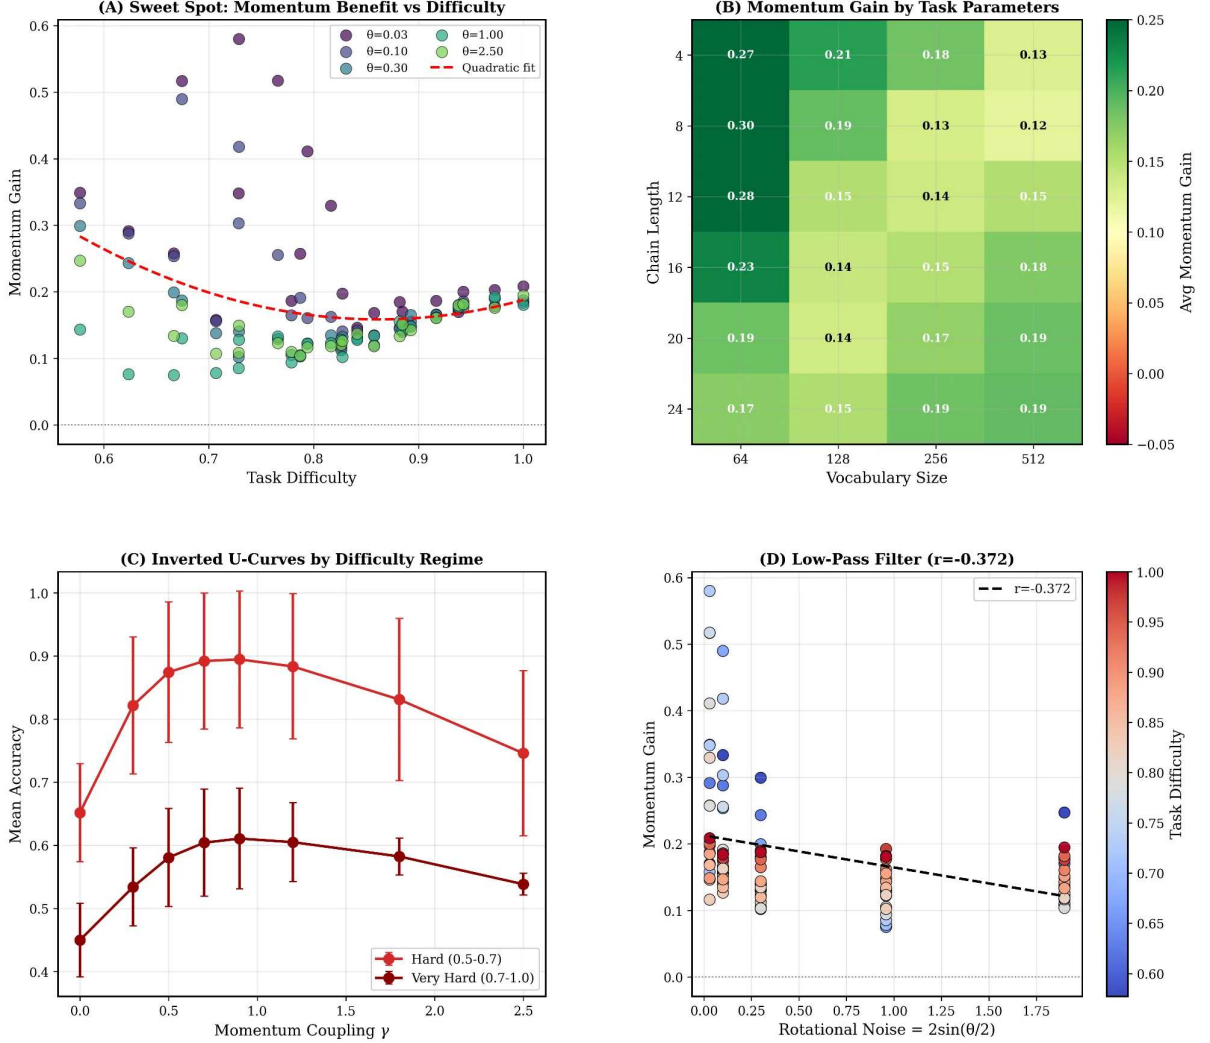 (A) Sweet Spot: Momentum Benefit vs Difficulty
θ=0.03
θ=0.10
θ=0.30
θ=1.00
θ=2.50
Quadratic fit
0.6
0.5
0.4
0.3
0.2
0.1
0.0
Momentum Gain
0.6 0.7 0.8 0.9 1.0
Task Difficulty
(B) Momentum Gain by Task Parameters
Chain Length
4 0.27 0.21 0.18 0.13
8 0.30 0.19 0.13 0.12
12 0.28 0.15 0.14 0.15
16 0.23 0.14 0.15 0.18
20 0.19 0.14 0.17 0.19
24 0.17 0.15 0.19 0.19
64 128 256 512
Vocabulary Size
0.25
0.20
0.15
0.10
0.05
0.00
−0.05
Avg Momentum Gain
(C) Inverted U-Curves by Difficulty Regime
1.0
0.9
0.8
0.7
0.6
0.5
0.4
Mean Accuracy
Hard (0.5-0.7)
Very Hard (0.7-1.0)
0.0 0.5 1.0 1.5 2.0 2.5
Momentum Coupling γ
(D) Low-Pass Filter (r=-0.372)
r=-0.372
0.6
0.5
0.4
0.3
0.2
0.1
0.0
Momentum Gain
0.00 0.25 0.50 0.75 1.00 1.25 1.50 1.75
Rotational Noise = 2sin(θ/2)
1.00
0.95
0.90
0.85
0.80
0.75
0.70
0.65
0.60
Task Difficulty